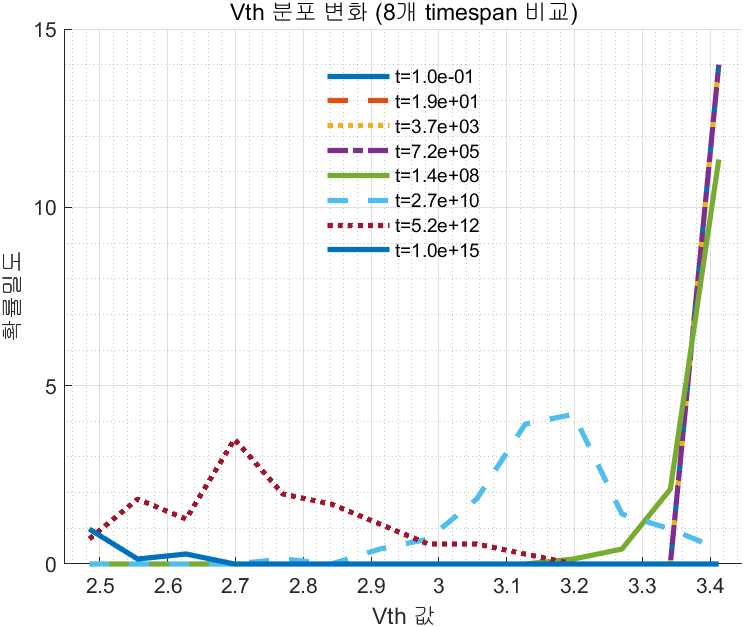 Vth 분포 변화 (8개 timespan 비교)
15
10
5
0
확률밀도
t=1.0e-01
t=1.9e+01
t=3.7e+03
t=7.2e+05
t=1.4e+08
t=2.7e+10
t=5.2e+12
t=1.0e+15
2.5 2.6 2.7 2.8 2.9 3 3.1 3.2 3.3 3.4
Vth 값